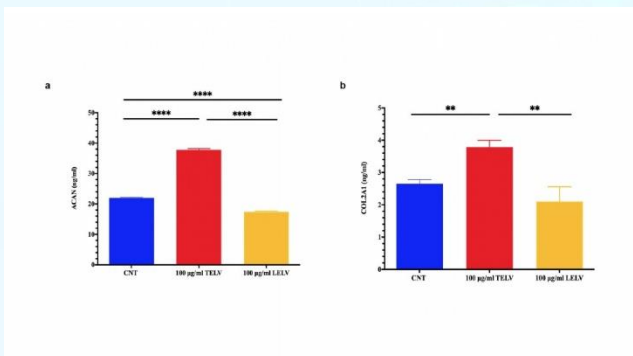 a
****
****
****
ACAN (ng/ml)
50
40
30
20
10
0
CNT
100 µg/ml TELV
100 µg/ml LELV
b
**
**
COL2A1 (ng/ml)
5
4
3
2
1
0
CNT
100 µg/ml TELV
100 µg/ml LELV